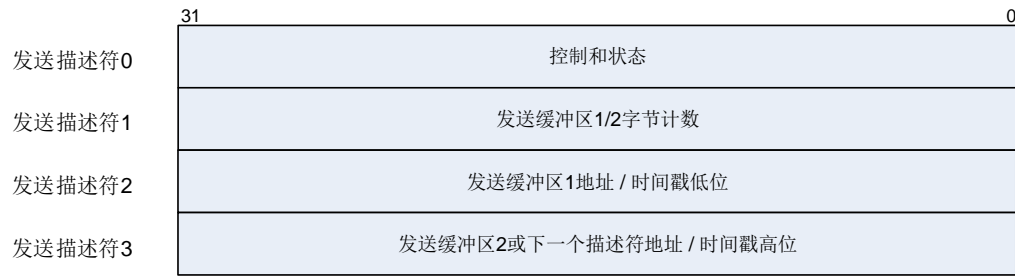 31 0
发送描述符0 控制和状态
发送描述符1 发送缓冲区1/2字节计数
发送描述符2 发送缓冲区1地址 / 时间戳低位
发送描述符3 发送缓冲区2或下一个描述符地址 / 时间戳高位